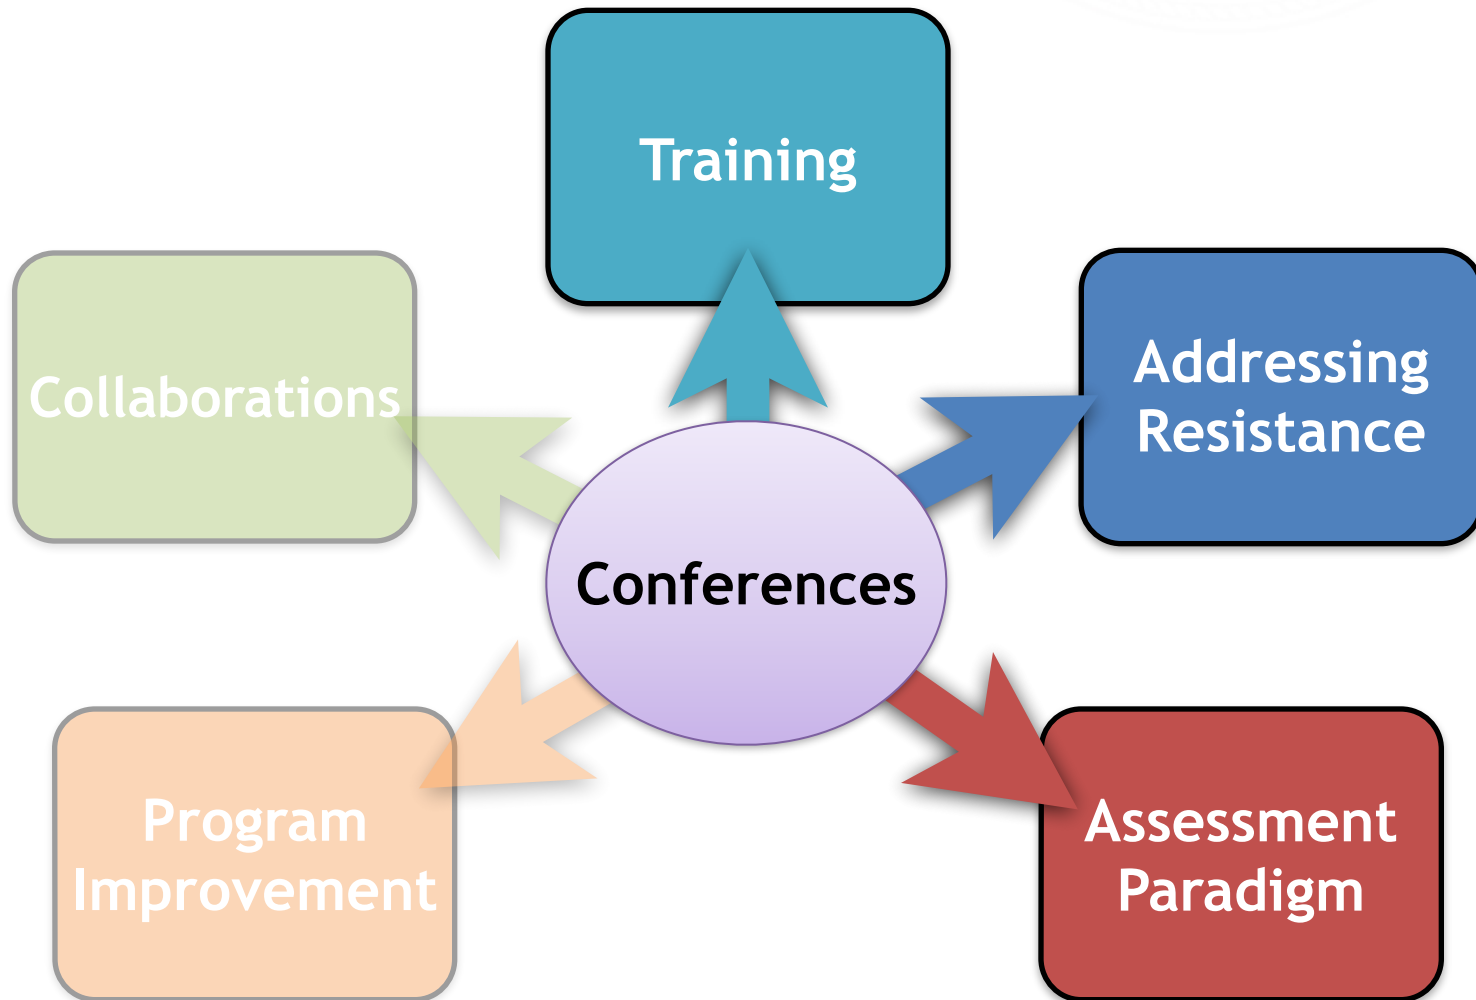 Training
Collaborations
Addressing
Resistance
Conferences
Program
Improvement
Assessment
Paradigm